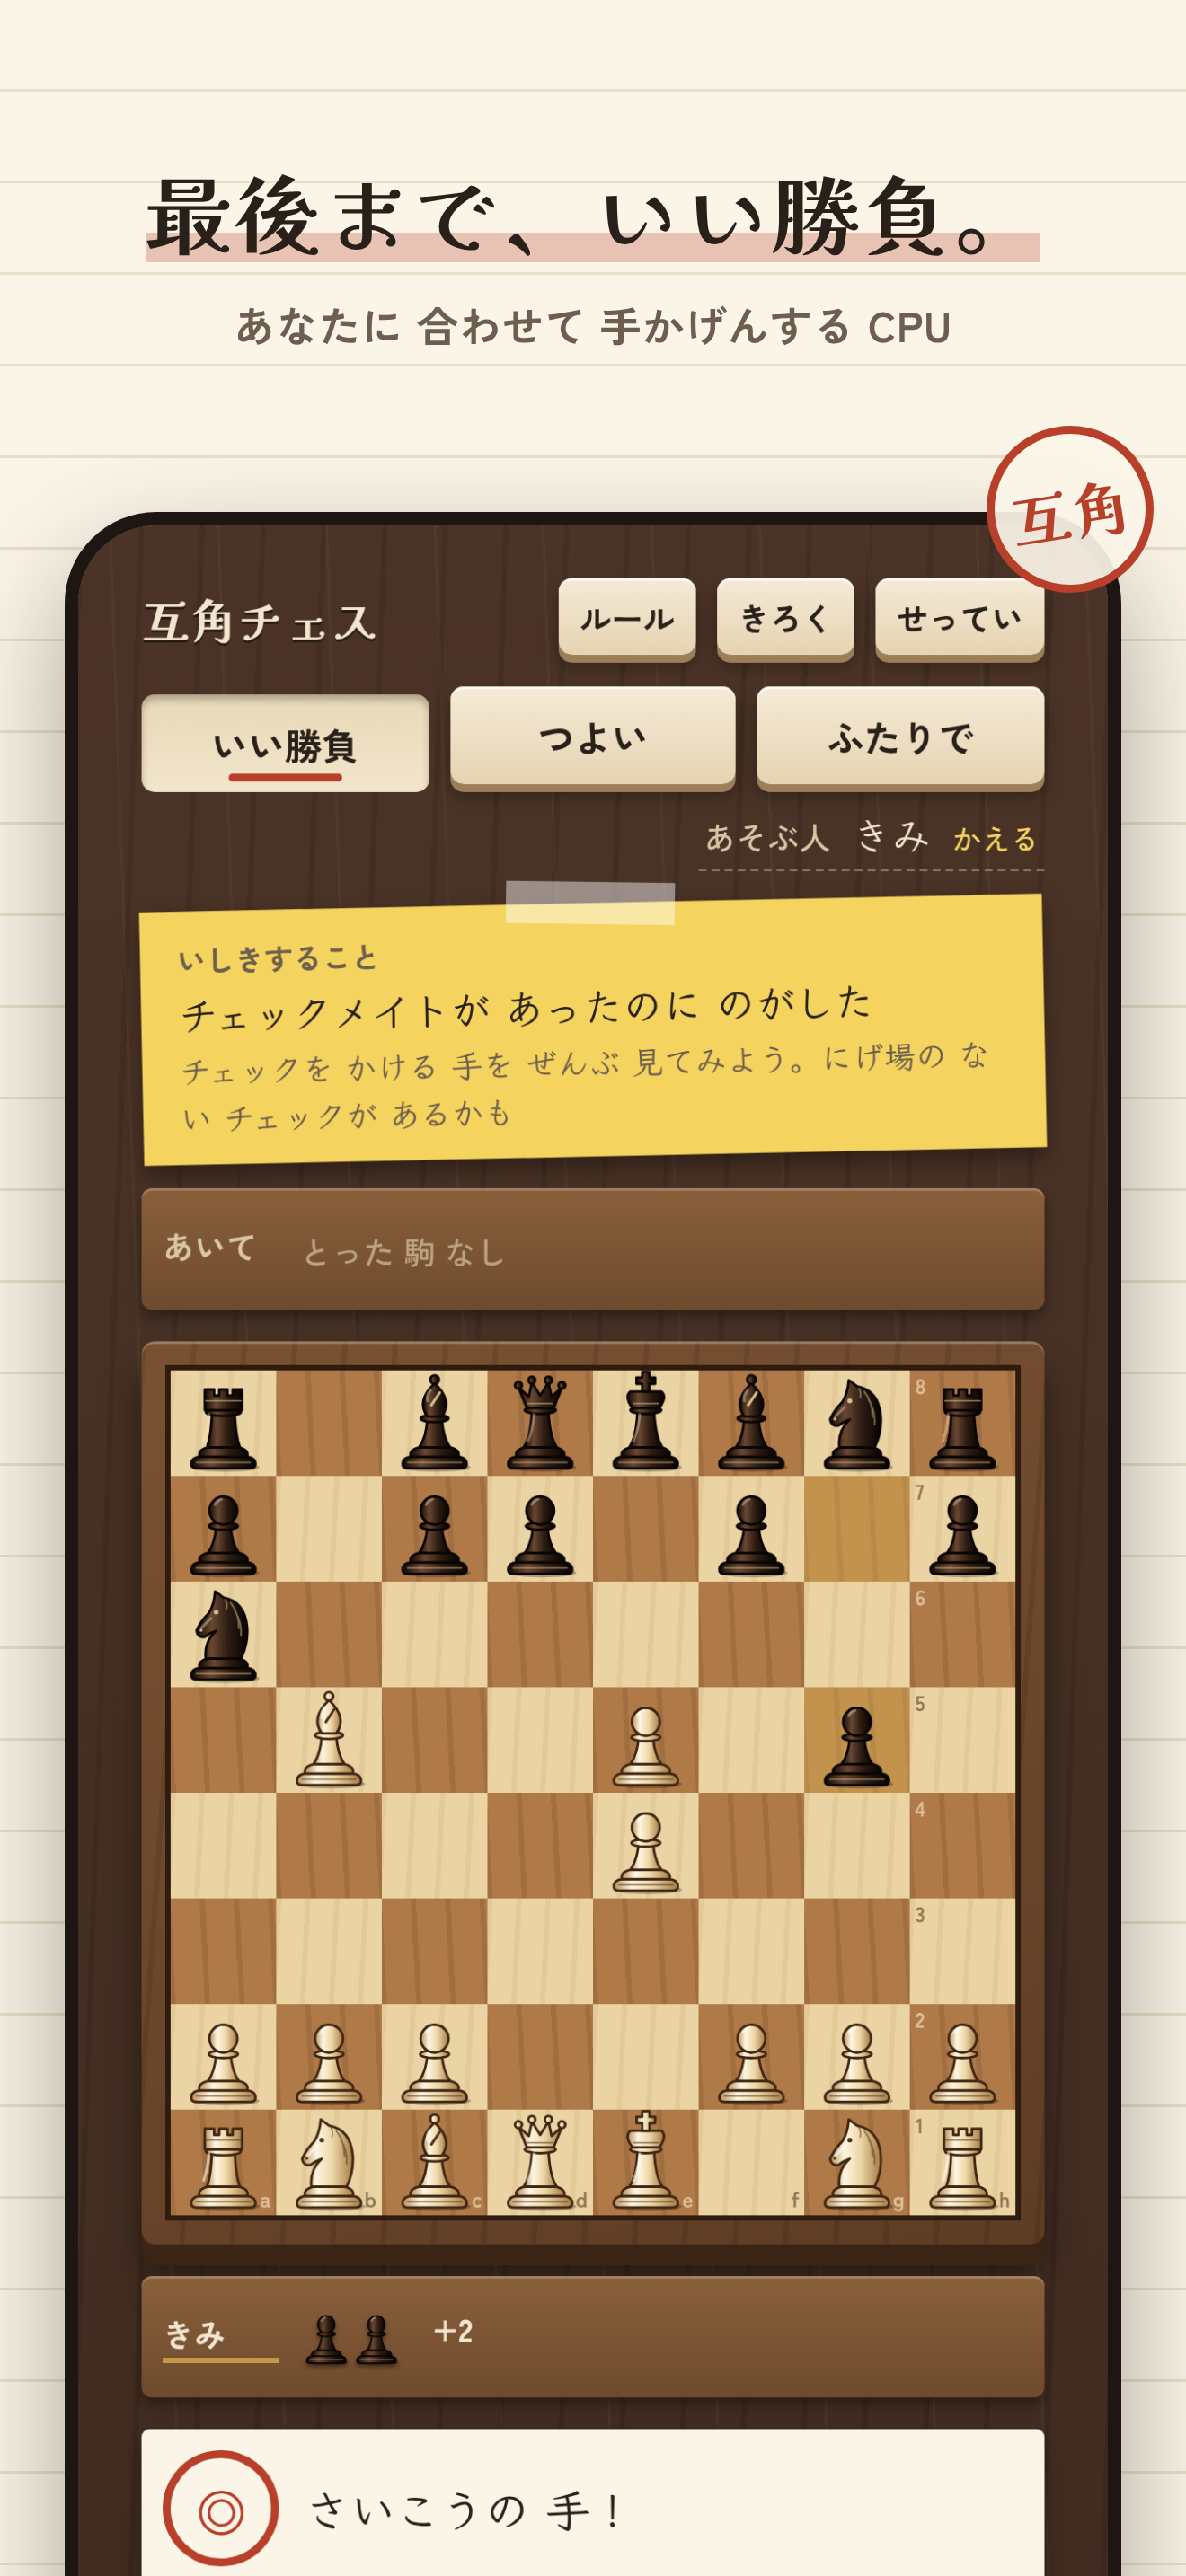 最後まで、いい勝負。
あなたに 合わせて 手かげんする CPU
互角
互角チェス
ルール
きろく
せってい
いい勝負
つよい
ふたりで
あそぶ人 きみ かえる
いしきすること
チェックメイトが あったのに のがした
チェックを かける 手を ぜんぶ 見てみよう。にげ場の な
い チェックが あるかも
あいて とった 駒 なし
8
7
6
5
4
3
2
1
a b c d e f g h
きみ +2
◎ さいこうの 手！